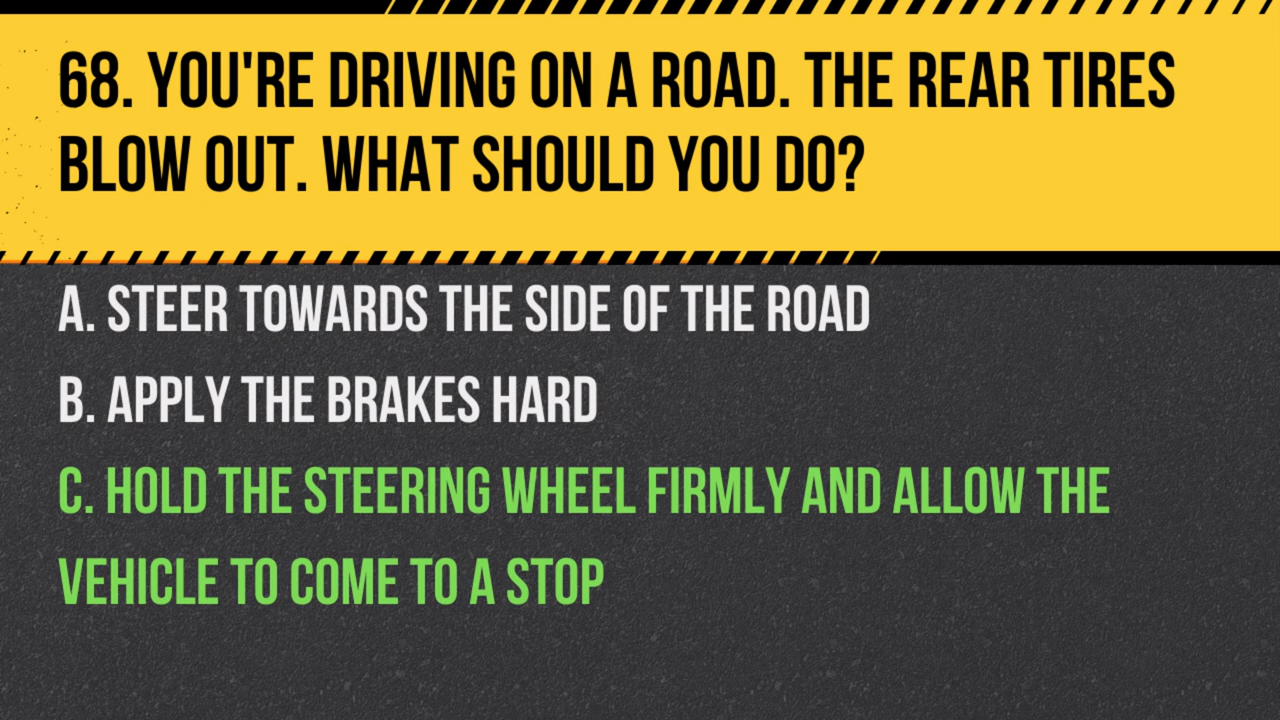 68. YOU'RE DRIVING ON A ROAD. THE REAR TIRES
BLOW OUT. WHAT SHOULD YOU DO?
A. STEER TOWARDS THE SIDE OF THE ROAD
B. APPLY THE BRAKES HARD
C. HOLD THE STEERING WHEEL FIRMLY AND ALLOW THE
VEHICLE TO COME TO A STOP